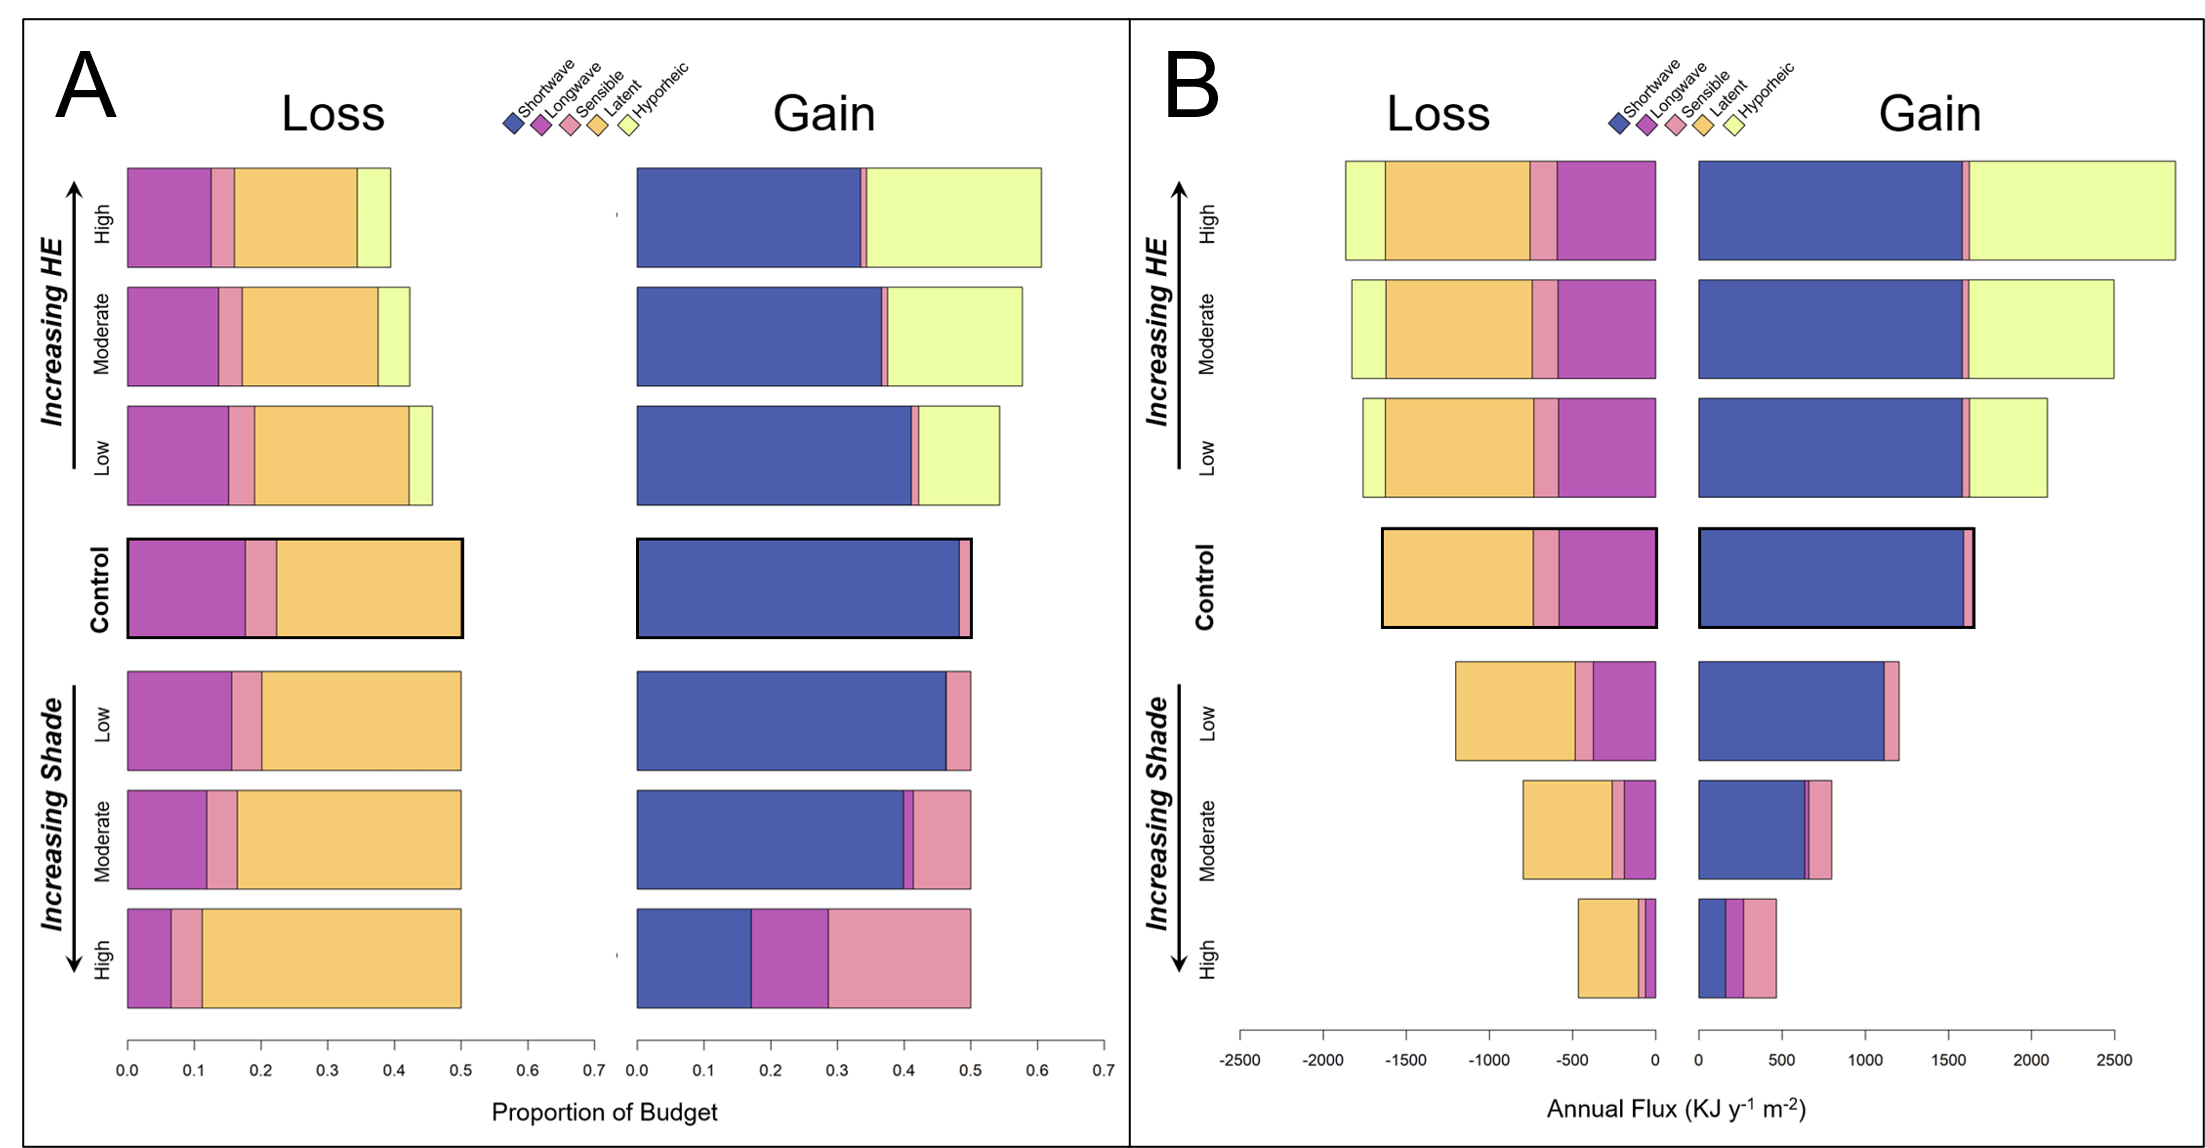 A
Loss
Shortwave
Longwave
Sensible
Latent
Hyporheic
Gain
Increasing HE
High
Moderate
Low
Control
Increasing Shade
Low
Moderate
High
0.0 0.1 0.2 0.3 0.4 0.5 0.6 0.7
0.0 0.1 0.2 0.3 0.4 0.5 0.6 0.7
Proportion of Budget
B
Loss
Shortwave
Longwave
Sensible
Latent
Hyporheic
Gain
Increasing HE
High
Moderate
Low
Control
Increasing Shade
Low
Moderate
High
-2500 -2000 -1500 -1000 -500 0
0 500 1000 1500 2000 2500
Annual Flux (KJ y⁻¹ m⁻²)